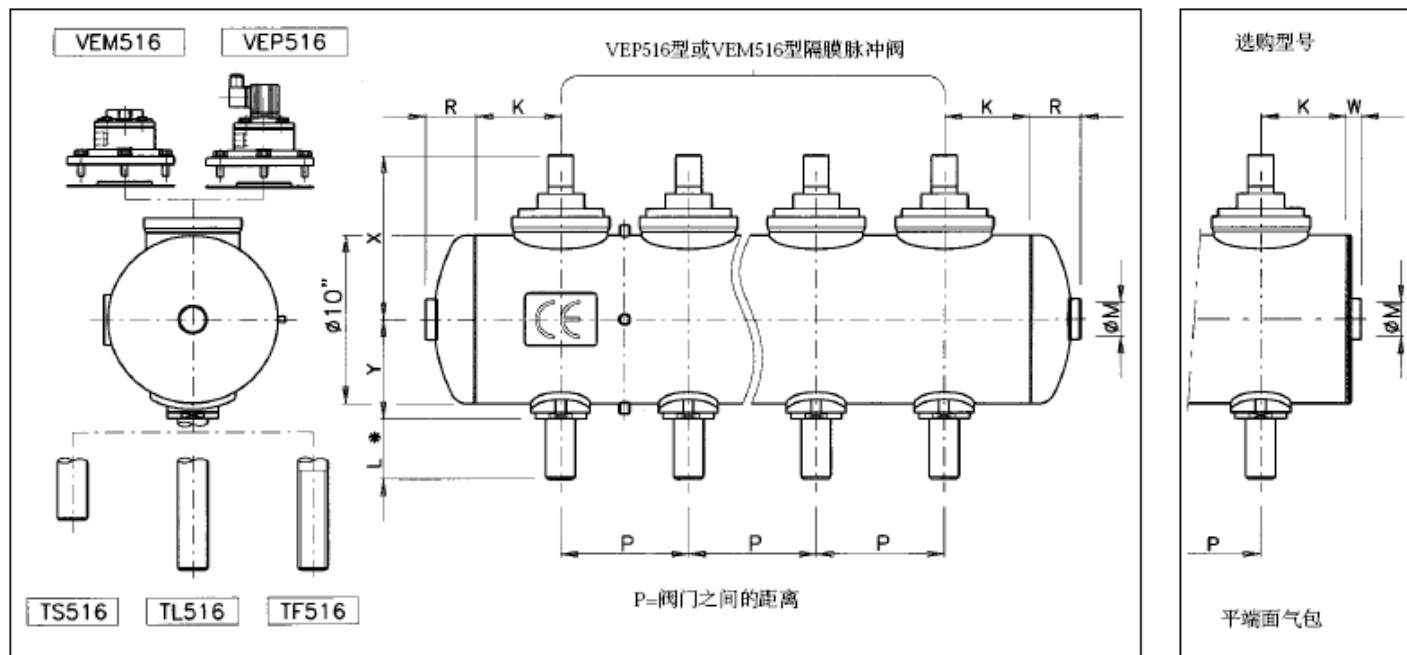 VEM516
VEP516
VEP516型或VEM516型隔膜脉冲阀
选购型号
R
K
K
R
K
W
X
Ø10"
Y
L *
CE
ØM
ØM
P
P
P
P
TS516
TL516
TF516
P=阀门之间的距离
平端面气包